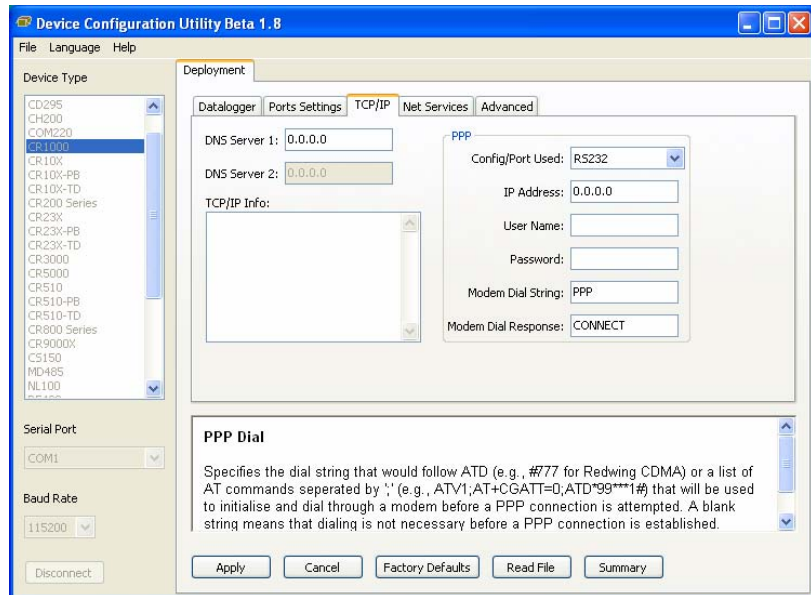 Device Configuration Utility Beta 1.8
File Language Help
Device Type
CD295
CH200
COM220
CR1000
CR10X
CR10X-PB
CR10X-TD
CR200 Series
CR23X
CR23X-PB
CR23X-TD
CR3000
CR5000
CR510
CR510-PB
CR510-TD
CR800 Series
CR9000X
CS150
MD485
NL100
Serial Port
COM1
Baud Rate
115200
Disconnect
Deployment
Datalogger Ports Settings TCP/IP Net Services Advanced
DNS Server 1: 0.0.0.0
DNS Server 2: 0.0.0.0
TCP/IP Info:
PPP
Config/Port Used: RS232
IP Address: 0.0.0.0
User Name:
Password:
Modem Dial String: PPP
Modem Dial Response: CONNECT
PPP Dial
Specifies the dial string that would follow ATD (e.g., #777 for Redwing CDMA) or a list of
AT commands seperated by ';' (e.g., ATV1;AT+CGATT=0;ATD*99***1#) that will be used
to initialise and dial through a modem before a PPP connection is attempted. A blank
string means that dialing is not necessary before a PPP connection is established.
Apply Cancel Factory Defaults Read File Summary